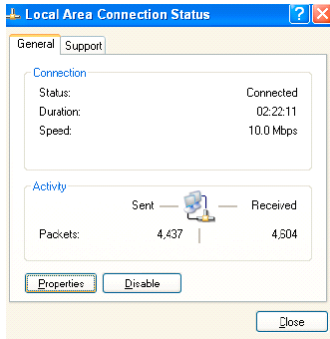 Local Area Connection Status
General Support
Connection
Status: Connected
Duration: 02:22:11
Speed: 10.0 Mbps
Activity
Sent Received
Packets: 4,437 4,604
Properties Disable
Close